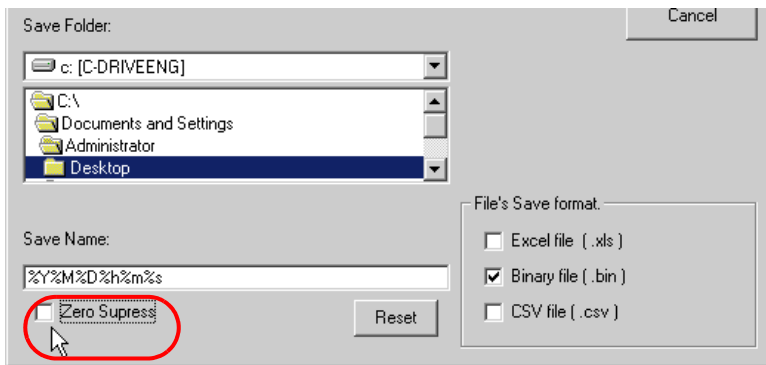 Cancel
Save Folder:
c: [C-DRIVEENG]
C:\
Documents and Settings
Administrator
Desktop
File's Save format.
Save Name:
Excel file ( .xls )
%Y%M%D%h%m%s
Binary file ( .bin )
Zero Supress
Reset
CSV file ( .csv )